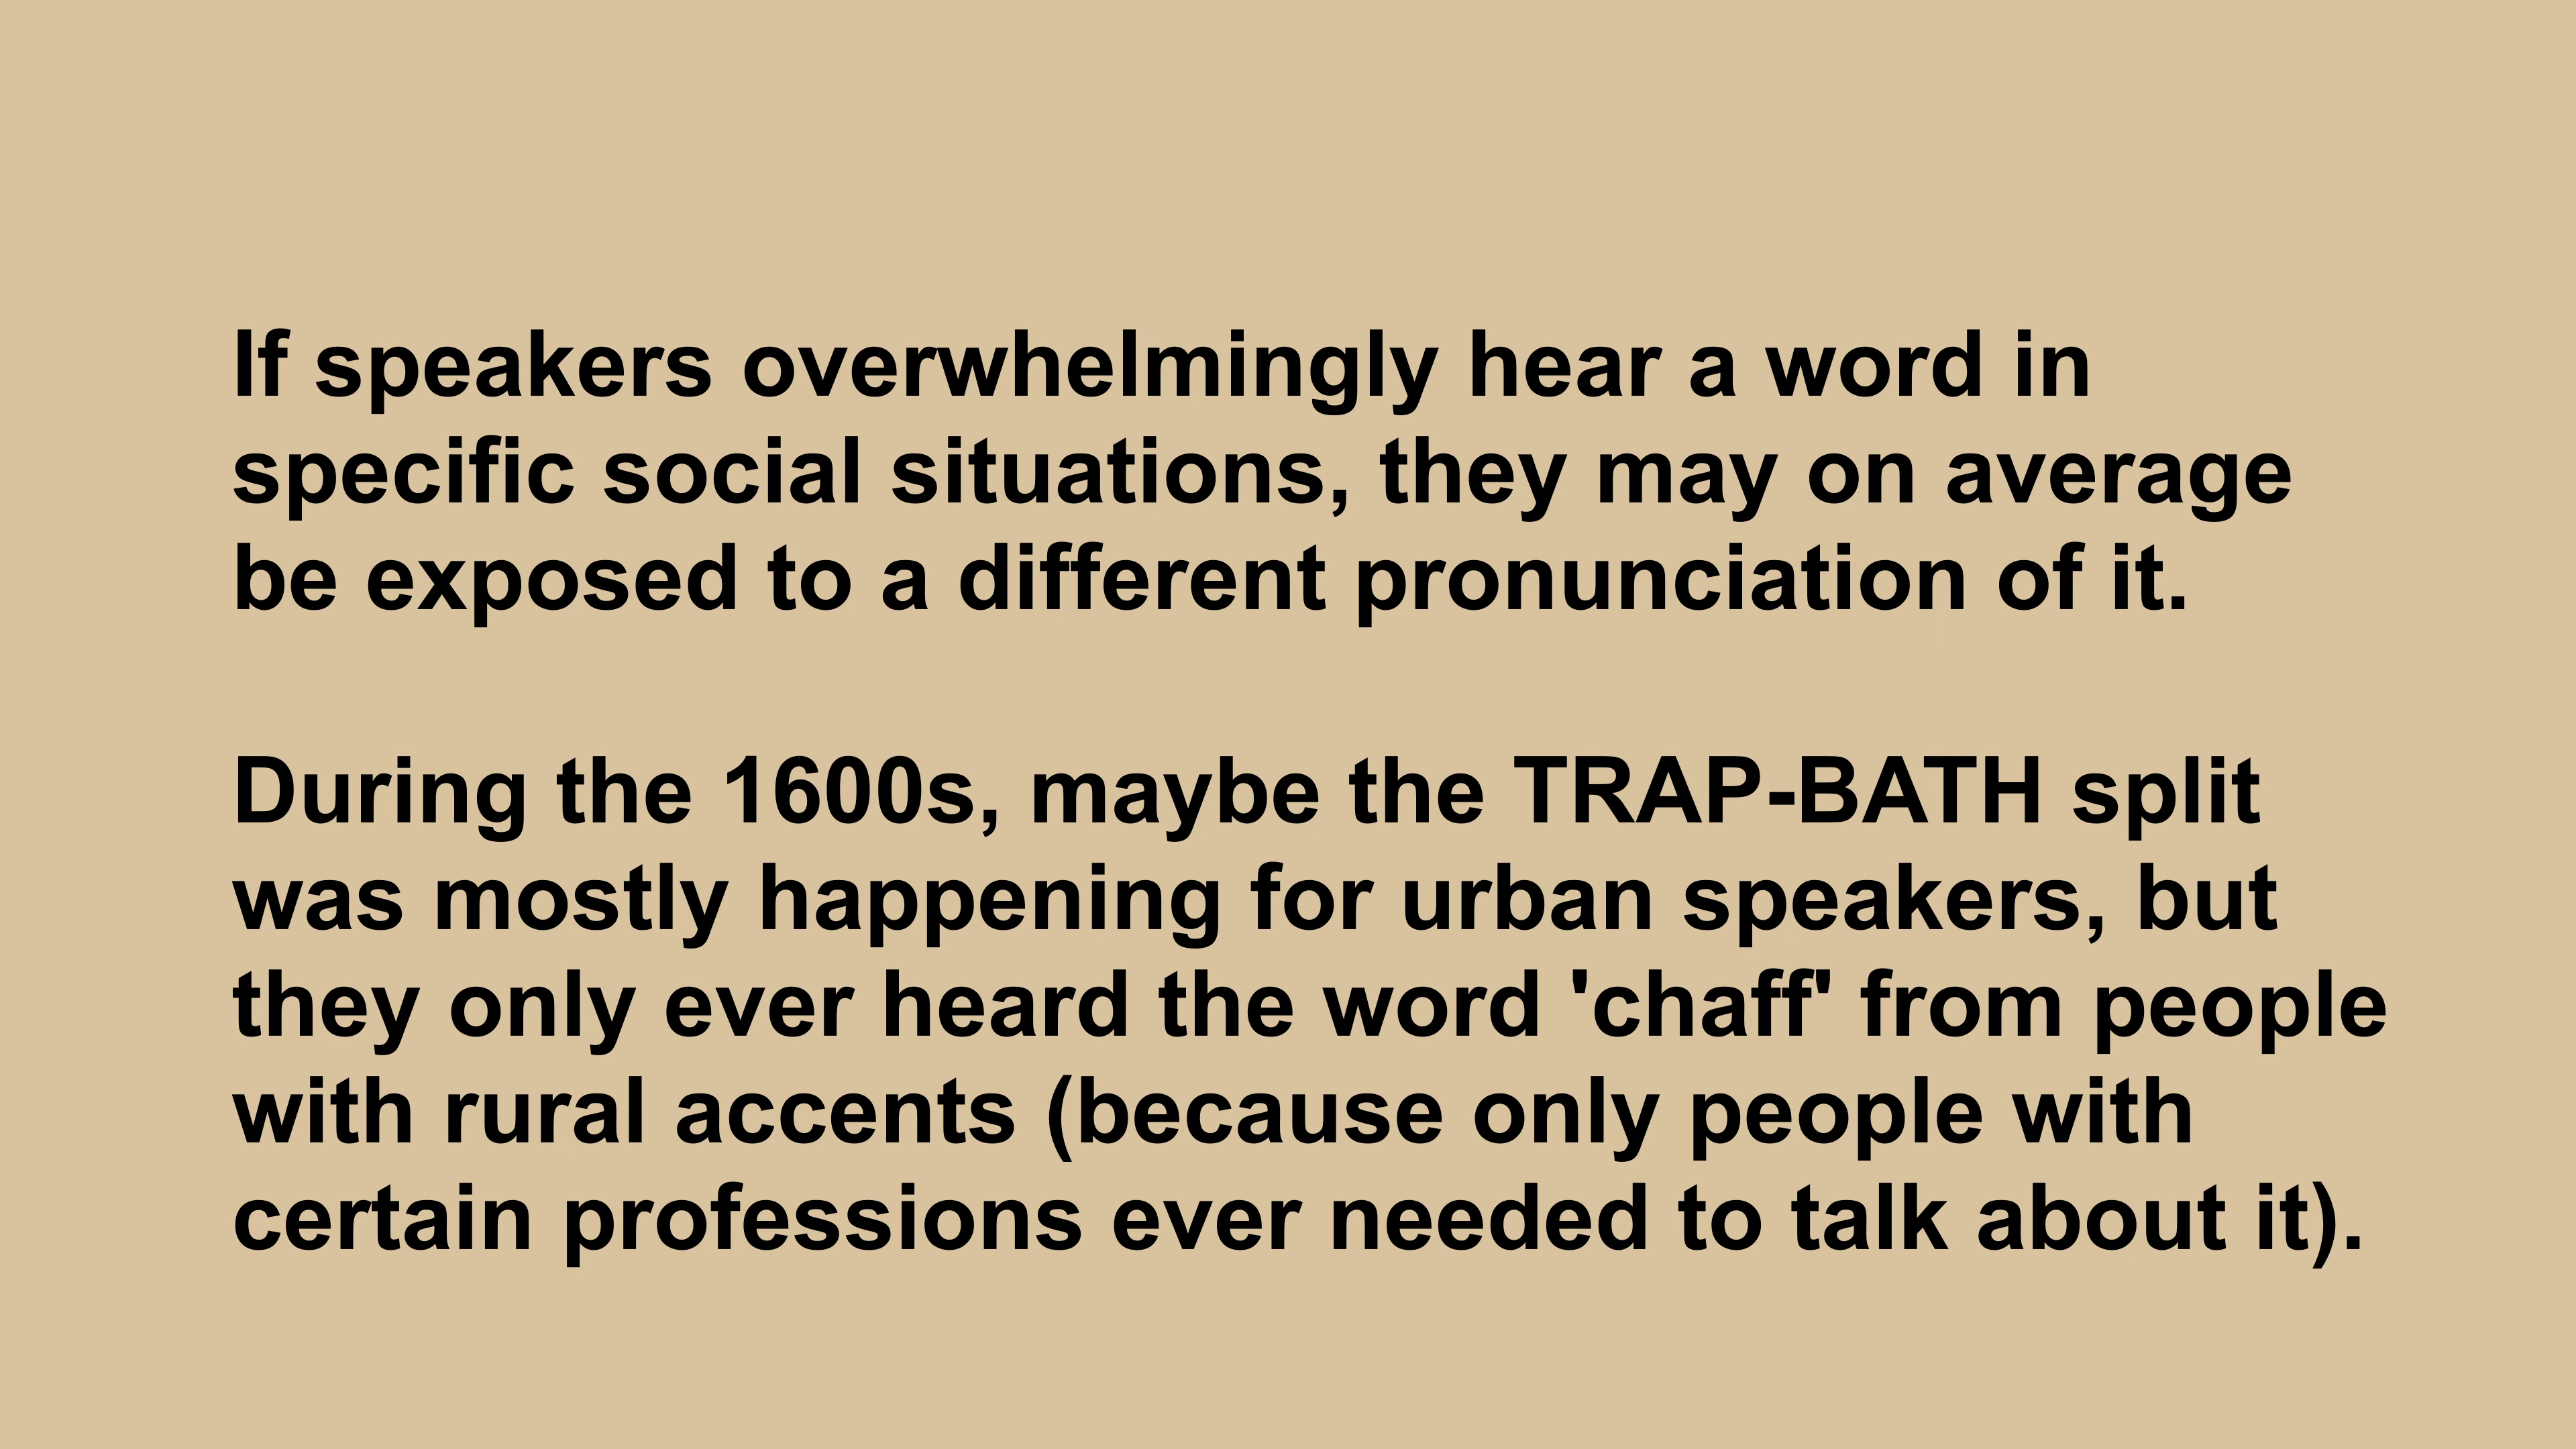 If speakers overwhelmingly hear a word in
specific social situations, they may on average
be exposed to a different pronunciation of it.
During the 1600s, maybe the TRAP-BATH split
was mostly happening for urban speakers, but
they only ever heard the word 'chaff' from people
with rural accents (because only people with
certain professions ever needed to talk about it).